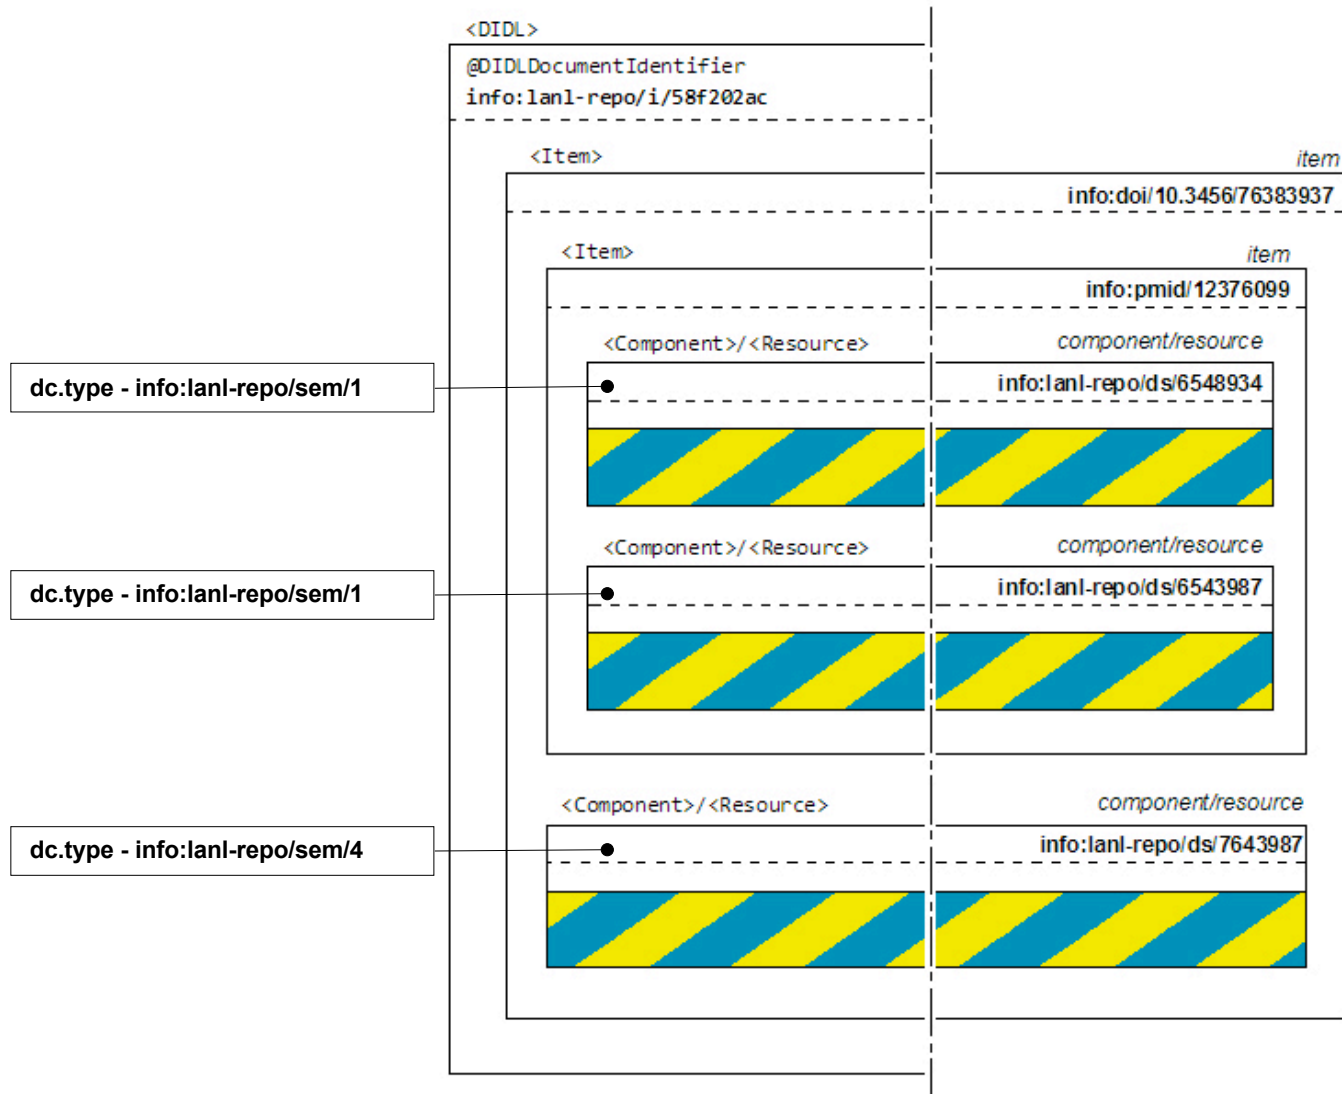 <DIDL>
@DIDLDocumentIdentifier
info:lanl-repo/i/58f202ac
<Item> item
info:doi/10.3456/76383937
<Item> item
info:pmid/12376099
<Component>/<Resource> component/resource
dc.type - info:lanl-repo/sem/1 info:lanl-repo/ds/6548934
<Component>/<Resource> component/resource
dc.type - info:lanl-repo/sem/1 info:lanl-repo/ds/6543987
<Component>/<Resource> component/resource
dc.type - info:lanl-repo/sem/4 info:lanl-repo/ds/7643987